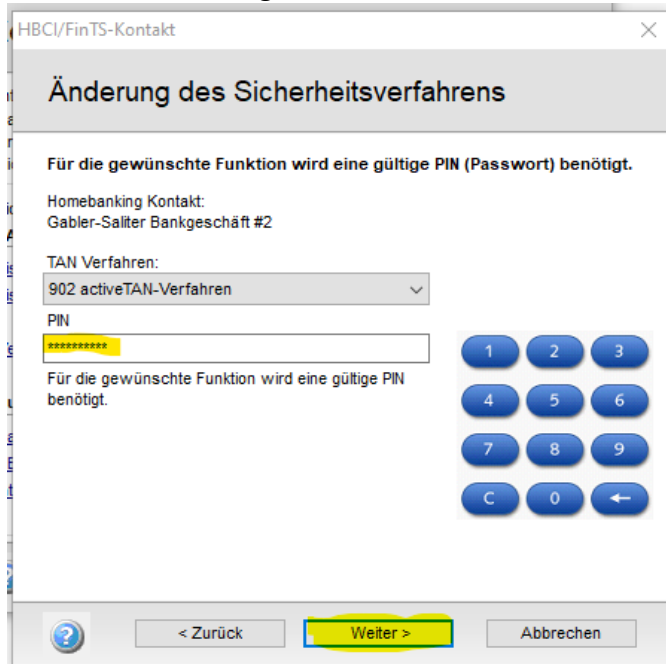 HBCI/FinTS-Kontakt
Änderung des Sicherheitsverfahrens
Für die gewünschte Funktion wird eine gültige PIN (Passwort) benötigt.
Homebanking Kontakt:
Gabler-Saliter Bankgeschäft #2
TAN Verfahren:
902 activeTAN-Verfahren
PIN
**********
Für die gewünschte Funktion wird eine gültige PIN
benötigt.
1 2 3
4 5 6
7 8 9
C 0 ←
? < Zurück Weiter > Abbrechen